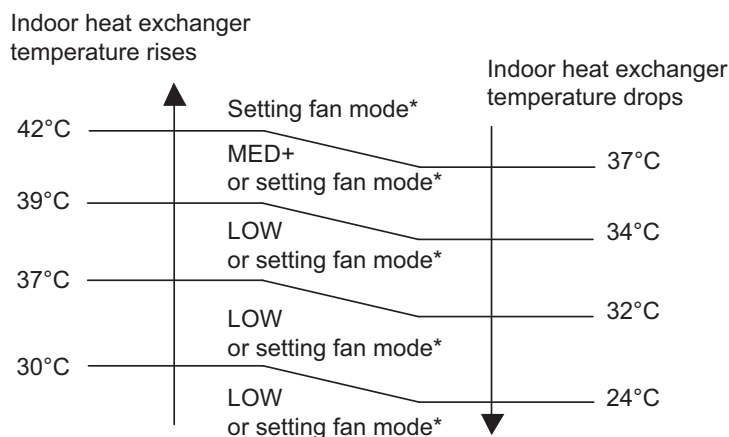 Indoor heat exchanger
temperature rises
Indoor heat exchanger
temperature drops
Setting fan mode*
42°C
MED+
or setting fan mode*
37°C
39°C
LOW
or setting fan mode*
34°C
37°C
LOW
or setting fan mode*
32°C
30°C
LOW
or setting fan mode*
24°C